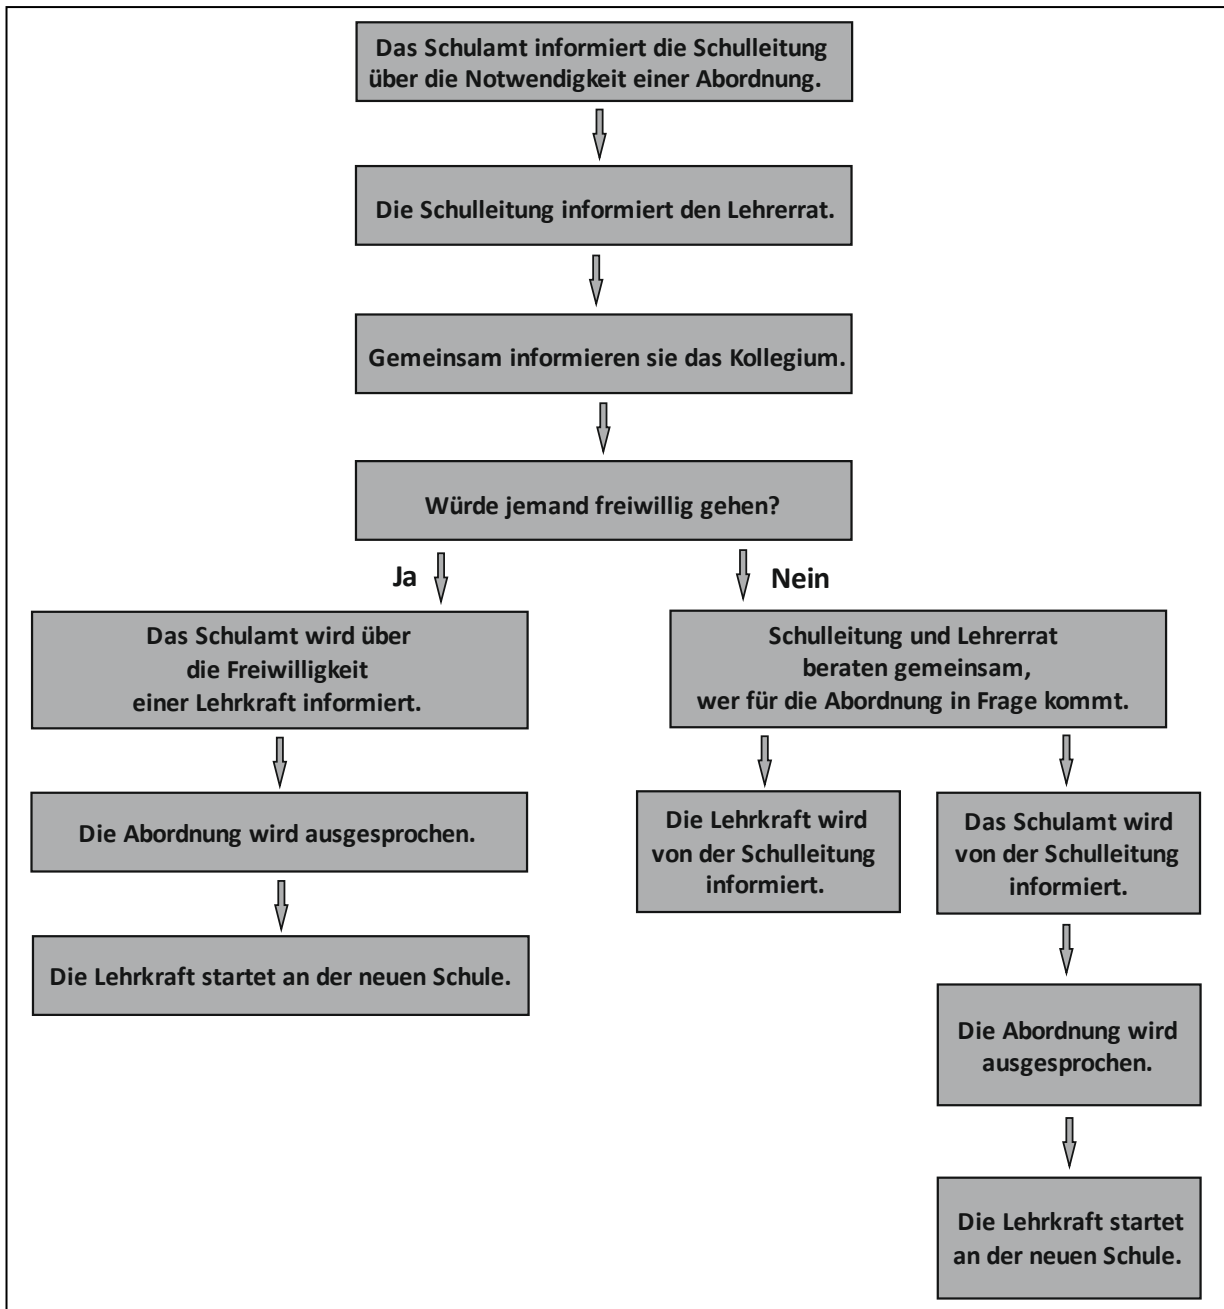 Das Schulamt informiert die Schulleitung
über die Notwendigkeit einer Abordnung.
Die Schulleitung informiert den Lehrerrat.
Gemeinsam informieren sie das Kollegium.
Würde jemand freiwillig gehen?
Ja
Nein
Das Schulamt wird über
die Freiwilligkeit
einer Lehrkraft informiert.
Die Abordnung wird ausgesprochen.
Die Lehrkraft startet an der neuen Schule.
Schulleitung und Lehrerrat
beraten gemeinsam,
wer für die Abordnung in Frage kommt.
Die Lehrkraft wird
von der Schulleitung
informiert.
Das Schulamt wird
von der Schulleitung
informiert.
Die Abordnung wird
ausgesprochen.
Die Lehrkraft startet
an der neuen Schule.